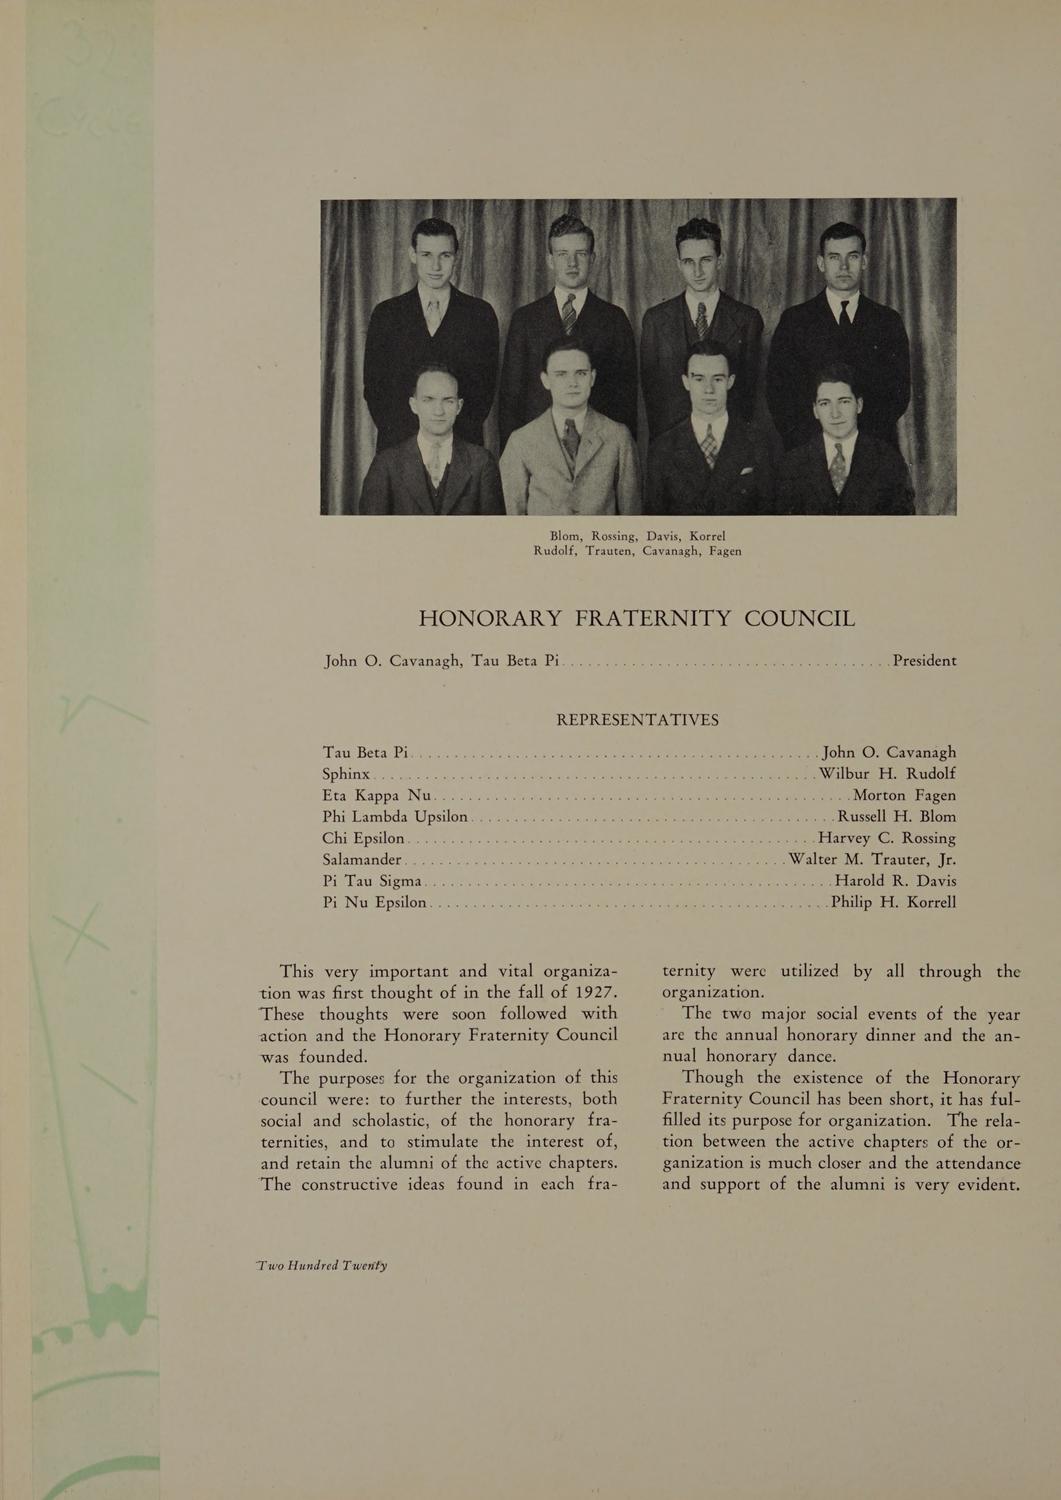 32
CYCLE
Blom, Rossing, Davis, Korrel
Rudolf, Trauten, Cavanagh, Fagen
HONORARY FRATERNITY COUNCIL
John O. Cavanagh, Tau Beta Pi......................................President
REPRESENTATIVES
Tau Beta Pi...............................................John O. Cavanagh
Sphinx...................................................Wilbur H. Rudolf
Eta Kappa Nu................................................Morton Fagen
Phi Lambda Upsilon..........................................Russell H. Blom
Chi Epsilon...............................................Harvey C. Rossing
Salamander............................................Walter M. Trauter, Jr.
Pi Tau Sigma...............................................Harold R. Davis
Pi Nu Epsilon..............................................Philip H. Korrell
This very important and vital organiza-
tion was first thought of in the fall of 1927.
These thoughts were soon followed with
action and the Honorary Fraternity Council
was founded.
The purposes for the organization of this
council were: to further the interests, both
social and scholastic, of the honorary fra-
ternities, and to stimulate the interest of,
and retain the alumni of the active chapters.
The constructive ideas found in each fra-
ternity were utilized by all through the
organization.
The two major social events of the year
are the annual honorary dinner and the an-
nual honorary dance.
Though the existence of the Honorary
Fraternity Council has been short, it has ful-
filled its purpose for organization. The rela-
tion between the active chapters of the or-
ganization is much closer and the attendance
and support of the alumni is very evident.
Two Hundred Twenty